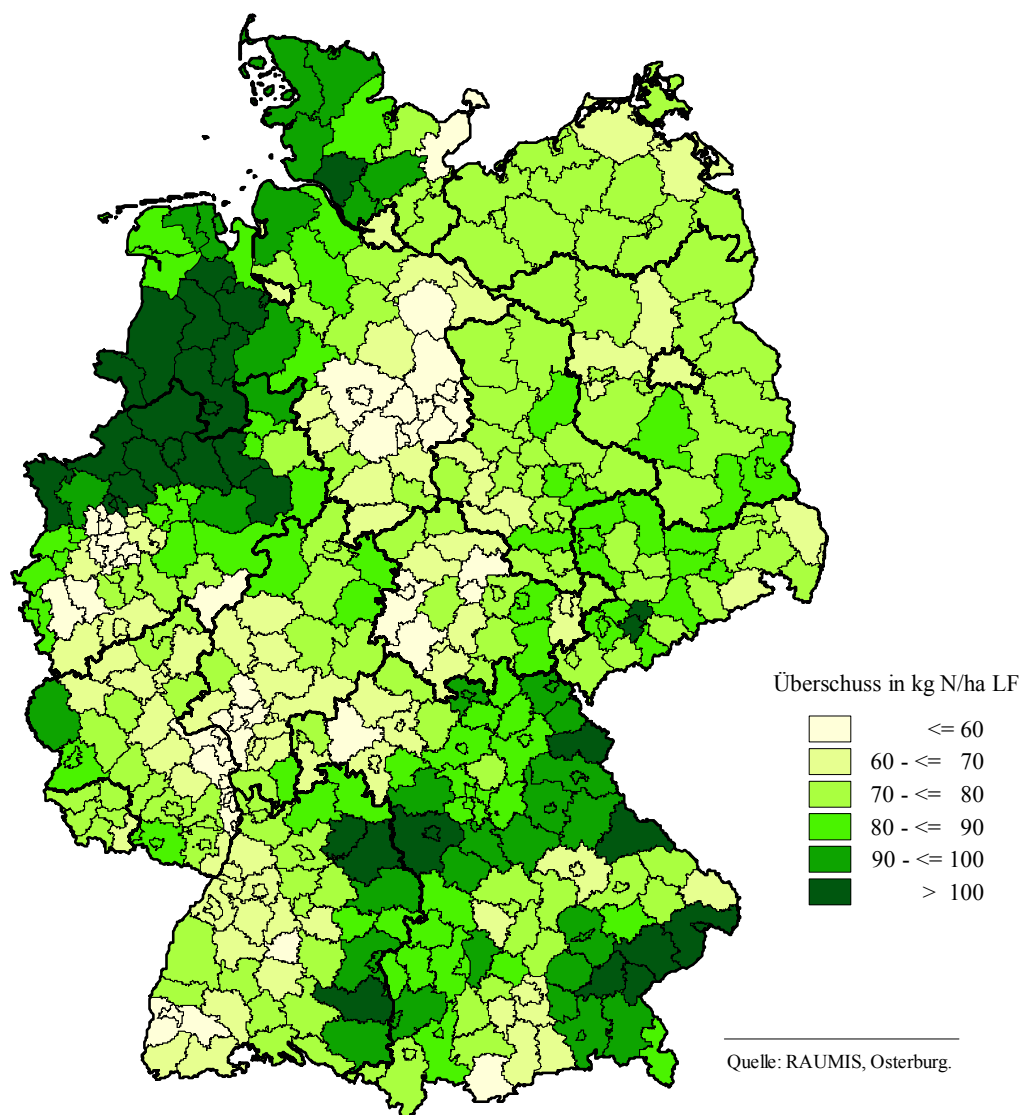 Überschuss in kg N/ha LF
<= 60
60 - <= 70
70 - <= 80
80 - <= 90
90 - <= 100
> 100
Quelle: RAUMIS, Osterburg.